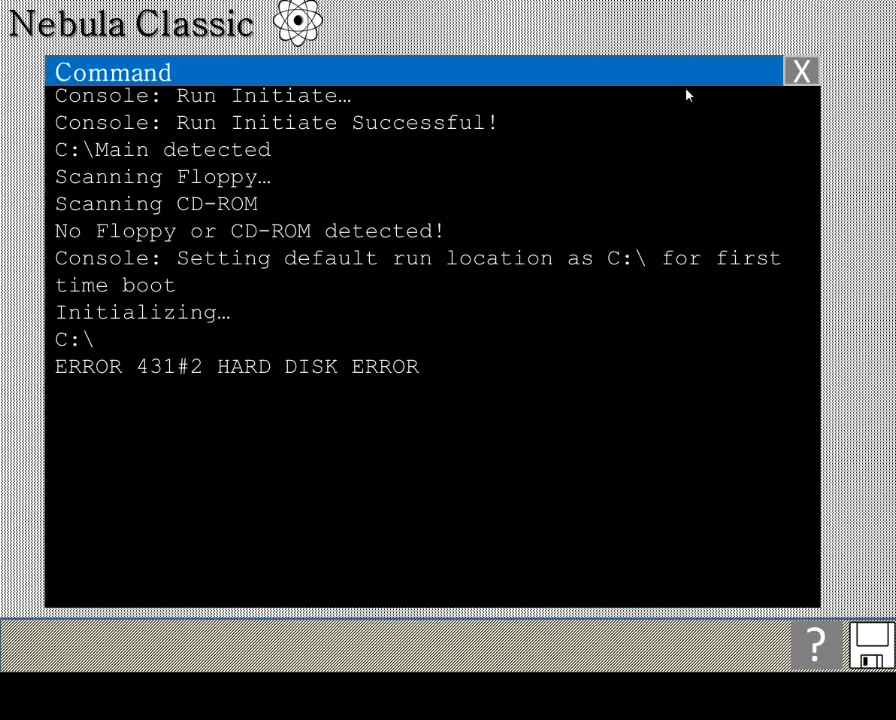 Nebula Classic
Command
X
Console: Run Initiate…
Console: Run Initiate Successful!
C:\Main detected
Scanning Floppy…
Scanning CD-ROM
No Floppy or CD-ROM detected!
Console: Setting default run location as C:\ for first
time boot
Initializing…
C:\
ERROR 431#2 HARD DISK ERROR
?